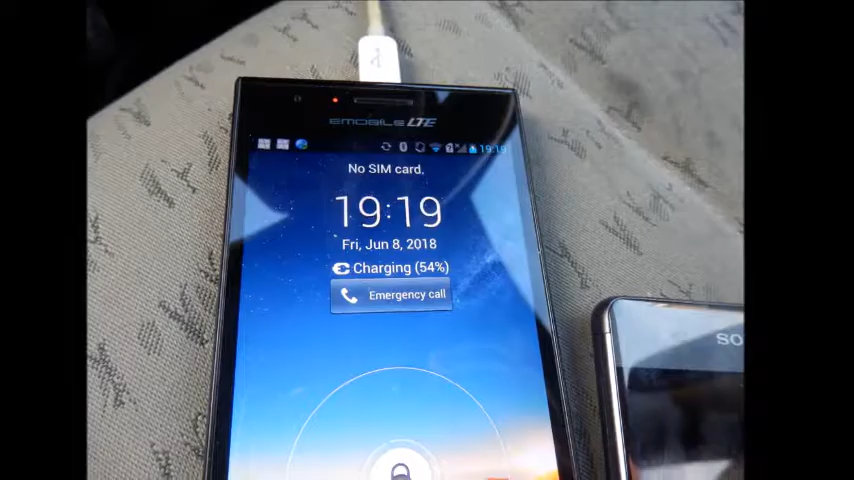 EMOBILE LTE
19:19
No SIM card.
19:19
Fri, Jun 8, 2018
Charging (54%)
Emergency call
SO